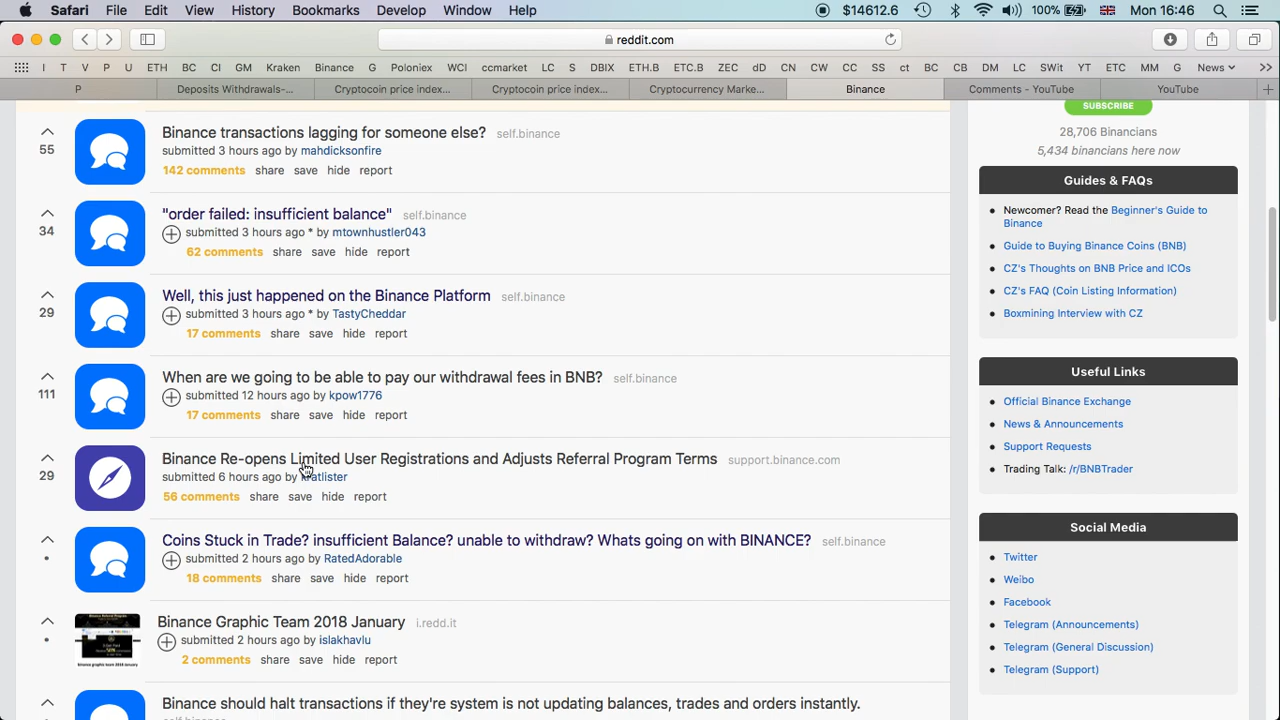 Safari File Edit View History Bookmarks Develop Window Help $14612.6 100% Mon 16:46
reddit.com
I T V P U ETH BC CI GM Kraken Binance G Poloniex WCI ccmarket LC S DBIX ETH.B ETC.B ZEC dD CN CW CC SS ct BC CB DM LC SWit YT ETC MM G News >>
P Deposits Withdrawals-... Cryptocoin price index... Cryptocoin price index... Cryptocurrency Marke... Binance Comments - YouTube YouTube +
Binance transactions lagging for someone else? self.binance
submitted 3 hours ago by mahdicksonfire
55
142 comments share save hide report
"order failed: insufficient balance" self.binance
submitted 3 hours ago * by mtownhustler043
34
62 comments share save hide report
Well, this just happened on the Binance Platform self.binance
submitted 3 hours ago * by TastyCheddar
29
17 comments share save hide report
When are we going to be able to pay our withdrawal fees in BNB? self.binance
submitted 12 hours ago by kpow1776
111
17 comments share save hide report
Binance Re-opens Limited User Registrations and Adjusts Referral Program Terms support.binance.com
submitted 6 hours ago by
29
56 comments share save hide report
Coins Stuck in Trade? insufficient Balance? unable to withdraw? Whats going on with BINANCE? self.binance
submitted 2 hours ago by RatedAdorable
•
18 comments share save hide report
Binance Graphic Team 2018 January i.redd.it
submitted 2 hours ago by islakhavlu
•
2 comments share save hide report
Binance should halt transactions if they're system is not updating balances, trades and orders instantly.
self.binance
SUBSCRIBE
28,706 Binancians
5,434 binancians here now
Guides & FAQs
Newcomer? Read the Beginner's Guide to
Binance
Guide to Buying Binance Coins (BNB)
CZ's Thoughts on BNB Price and ICOs
CZ's FAQ (Coin Listing Information)
Boxmining Interview with CZ
Useful Links
Official Binance Exchange
News & Announcements
Support Requests
Trading Talk: /r/BNBTrader
Social Media
Twitter
Weibo
Facebook
Telegram (Announcements)
Telegram (General Discussion)
Telegram (Support)